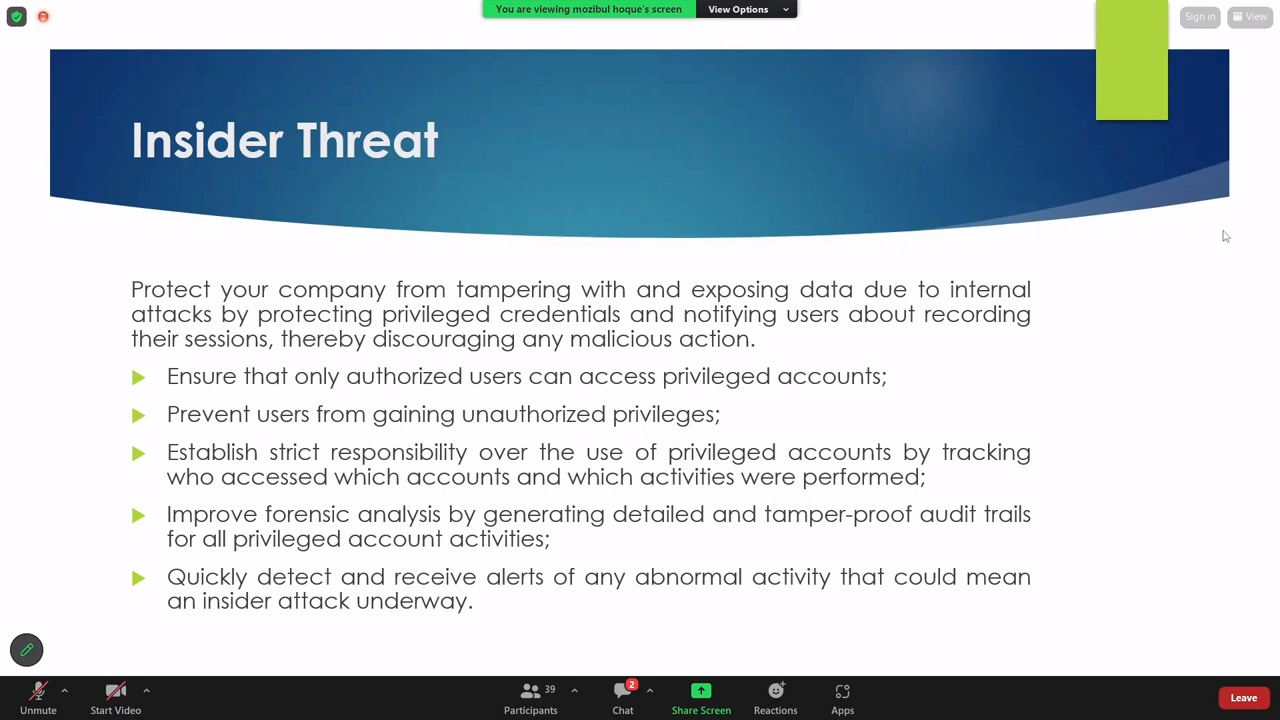 You are viewing mozibul hoque's screen
View Options
Sign in
View
Insider Threat
Protect your company from tampering with and exposing data due to internal
attacks by protecting privileged credentials and notifying users about recording
their sessions, thereby discouraging any malicious action.
Ensure that only authorized users can access privileged accounts;
Prevent users from gaining unauthorized privileges;
Establish strict responsibility over the use of privileged accounts by tracking
who accessed which accounts and which activities were performed;
Improve forensic analysis by generating detailed and tamper-proof audit trails
for all privileged account activities;
Quickly detect and receive alerts of any abnormal activity that could mean
an insider attack underway.
Unmute
Start Video
39
Participants
2
Chat
Share Screen
Reactions
Apps
Leave